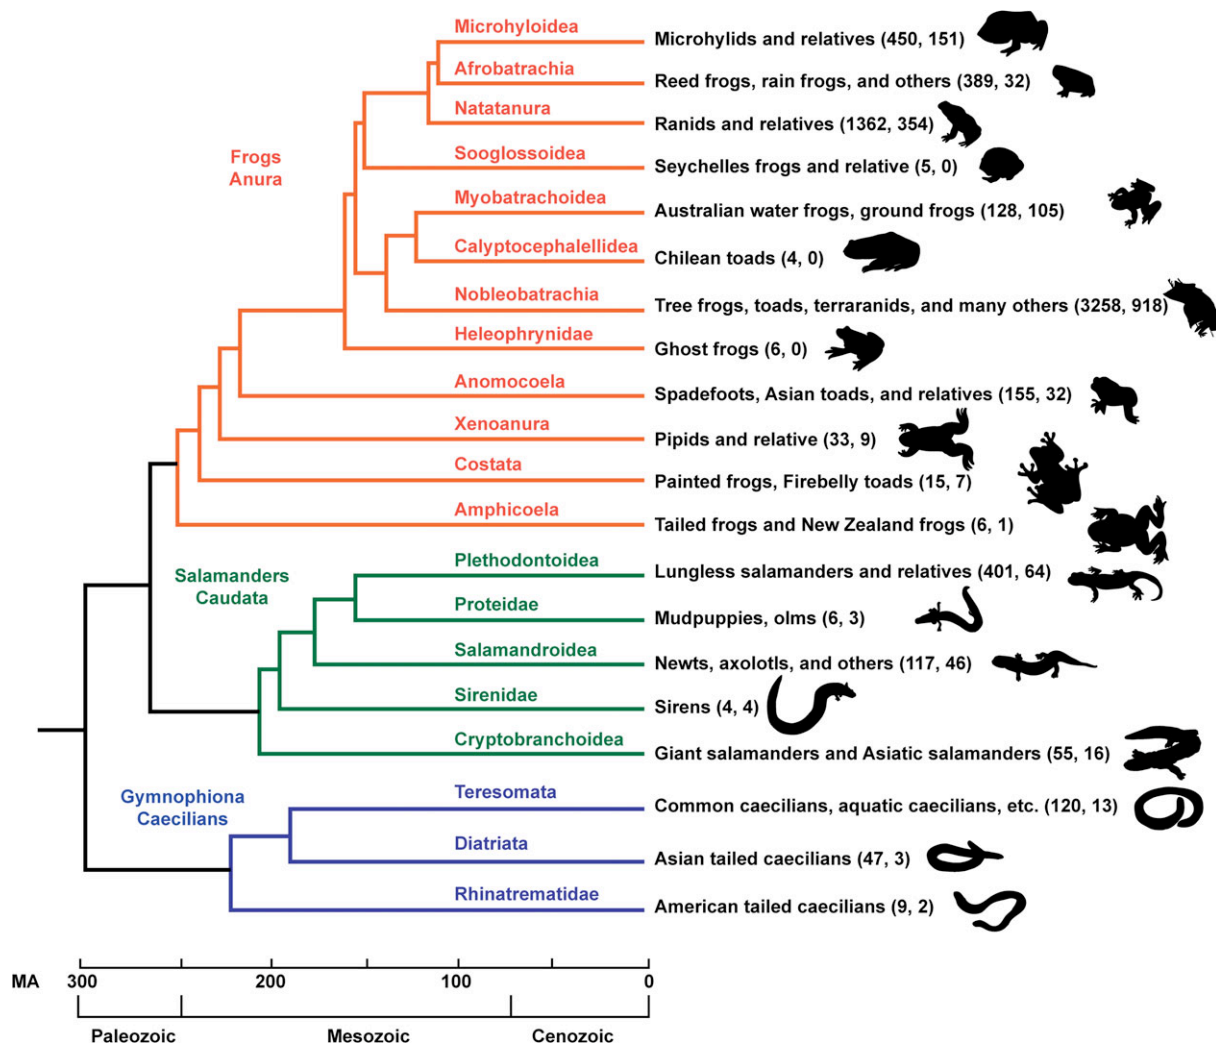 Microhyloidea
Microhylids and relatives (450, 151)
Afrobatrachia
Reed frogs, rain frogs, and others (389, 32)
Natatanura
Ranids and relatives (1362, 354)
Frogs
Anura
Sooglossoidea
Seychelles frogs and relative (5, 0)
Myobatrachoidea
Australian water frogs, ground frogs (128, 105)
Calyptocephalellidea
Chilean toads (4, 0)
Nobleobatrachia
Tree frogs, toads, terraranids, and many others (3258, 918)
Heleophrynidae
Ghost frogs (6, 0)
Anomocoela
Spadefoots, Asian toads, and relatives (155, 32)
Xenoanura
Pipids and relative (33, 9)
Costata
Painted frogs, Firebelly toads (15, 7)
Amphicoela
Tailed frogs and New Zealand frogs (6, 1)
Salamanders
Caudata
Plethodontoidea
Lungless salamanders and relatives (401, 64)
Proteidae
Mudpuppies, olms (6, 3)
Salamandroidea
Newts, axolotls, and others (117, 46)
Sirenidae
Sirens (4, 4)
Cryptobranchoidea
Giant salamanders and Asiatic salamanders (55, 16)
Gymnophiona
Caecilians
Teresomata
Common caecilians, aquatic caecilians, etc. (120, 13)
Diatriata
Asian tailed caecilians (47, 3)
Rhinatrematidae
American tailed caecilians (9, 2)
MA 300 200 100 0
Paleozoic Mesozoic Cenozoic